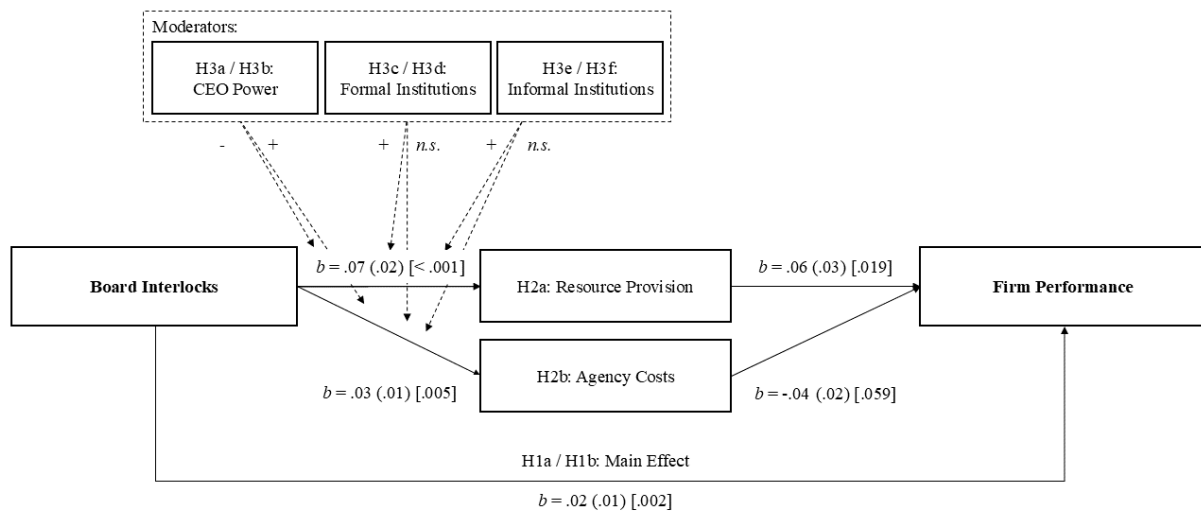 Moderators:
H3a / H3b:
CEO Power
H3c / H3d:
Formal Institutions
H3e / H3f:
Informal Institutions
- + + n.s. + n.s.
b = .07 (.02) [< .001]
b = .06 (.03) [.019]
Board Interlocks
H2a: Resource Provision
Firm Performance
H2b: Agency Costs
b = .03 (.01) [.005]
b = -.04 (.02) [.059]
H1a / H1b: Main Effect
b = .02 (.01) [.002]